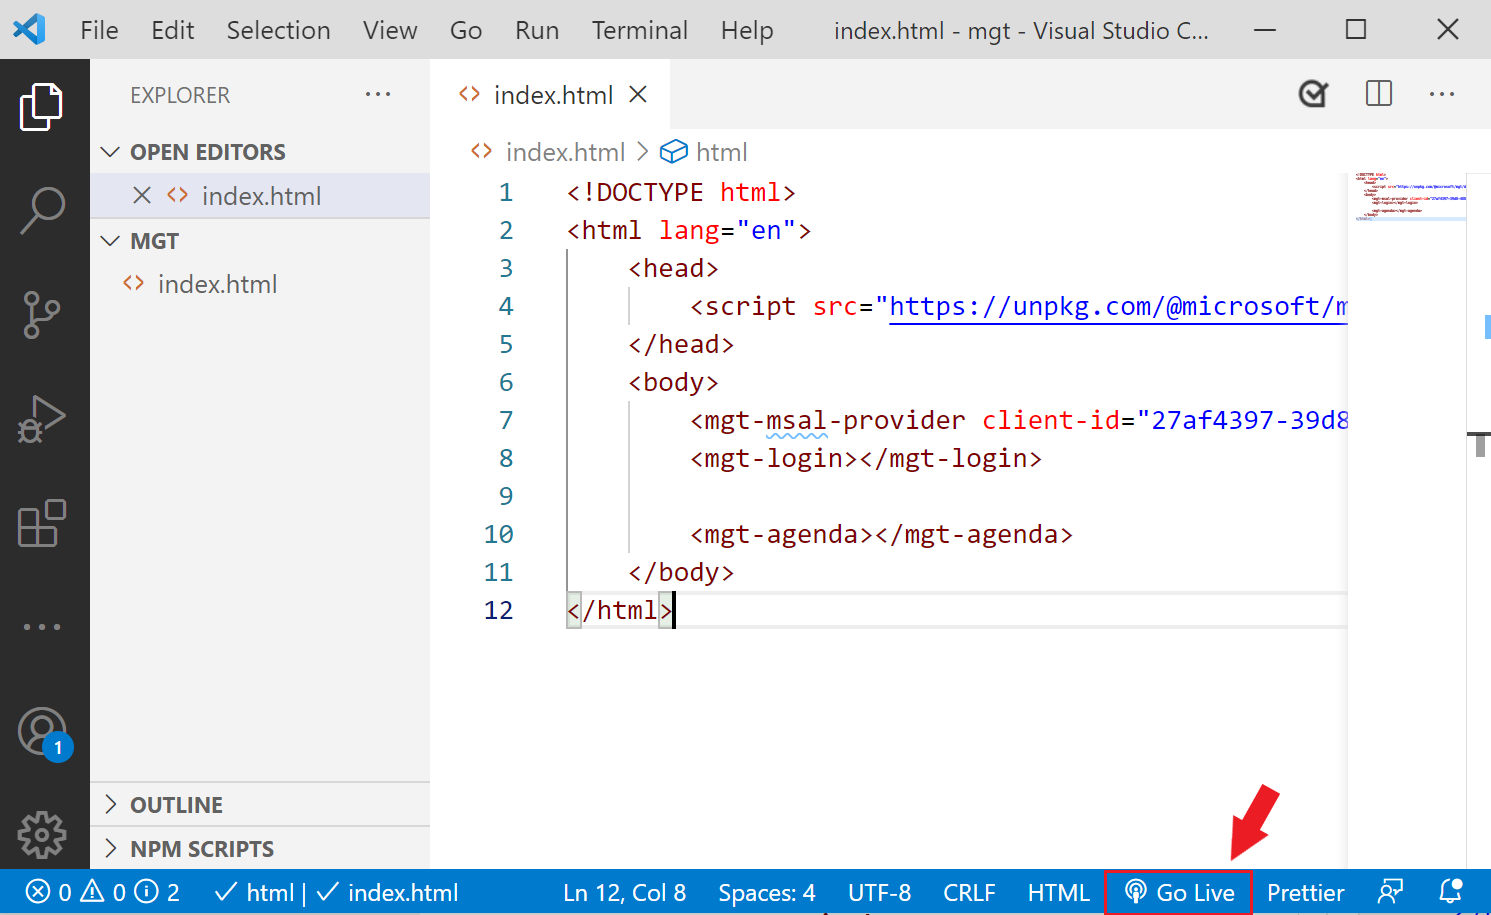 File Edit Selection View Go Run Terminal Help index.html - mgt - Visual Studio C...
EXPLORER ···
index.html
OPEN EDITORS
index.html
MGT
index.html
index.html > html
1 <!DOCTYPE html>
2 <html lang="en">
3 <head>
4 <script src="https://unpkg.com/@microsoft/m
5 </head>
6 <body>
7 <mgt-msal-provider client-id="27af4397-39d8
8 <mgt-login></mgt-login>
9
10 <mgt-agenda></mgt-agenda>
11 </body>
12 </html>
1
OUTLINE
NPM SCRIPTS
0 0 2 html | index.html Ln 12, Col 8 Spaces: 4 UTF-8 CRLF HTML Go Live Prettier